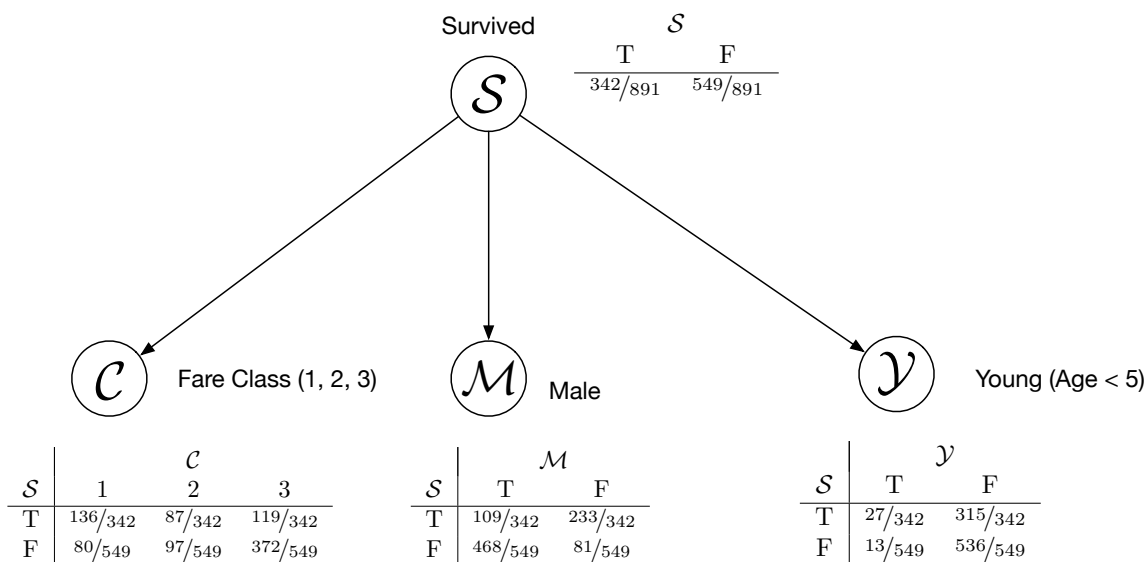 Survived
𝒮
T F
342/891 549/891
𝒮
𝒞
Fare Class (1, 2, 3)
ℳ
Male
𝒴
Young (Age < 5)
𝒞
𝒮 1 2 3
T 136/342 87/342 119/342
F 80/549 97/549 372/549
ℳ
𝒮 T F
T 109/342 233/342
F 468/549 81/549
𝒴
𝒮 T F
T 27/342 315/342
F 13/549 536/549